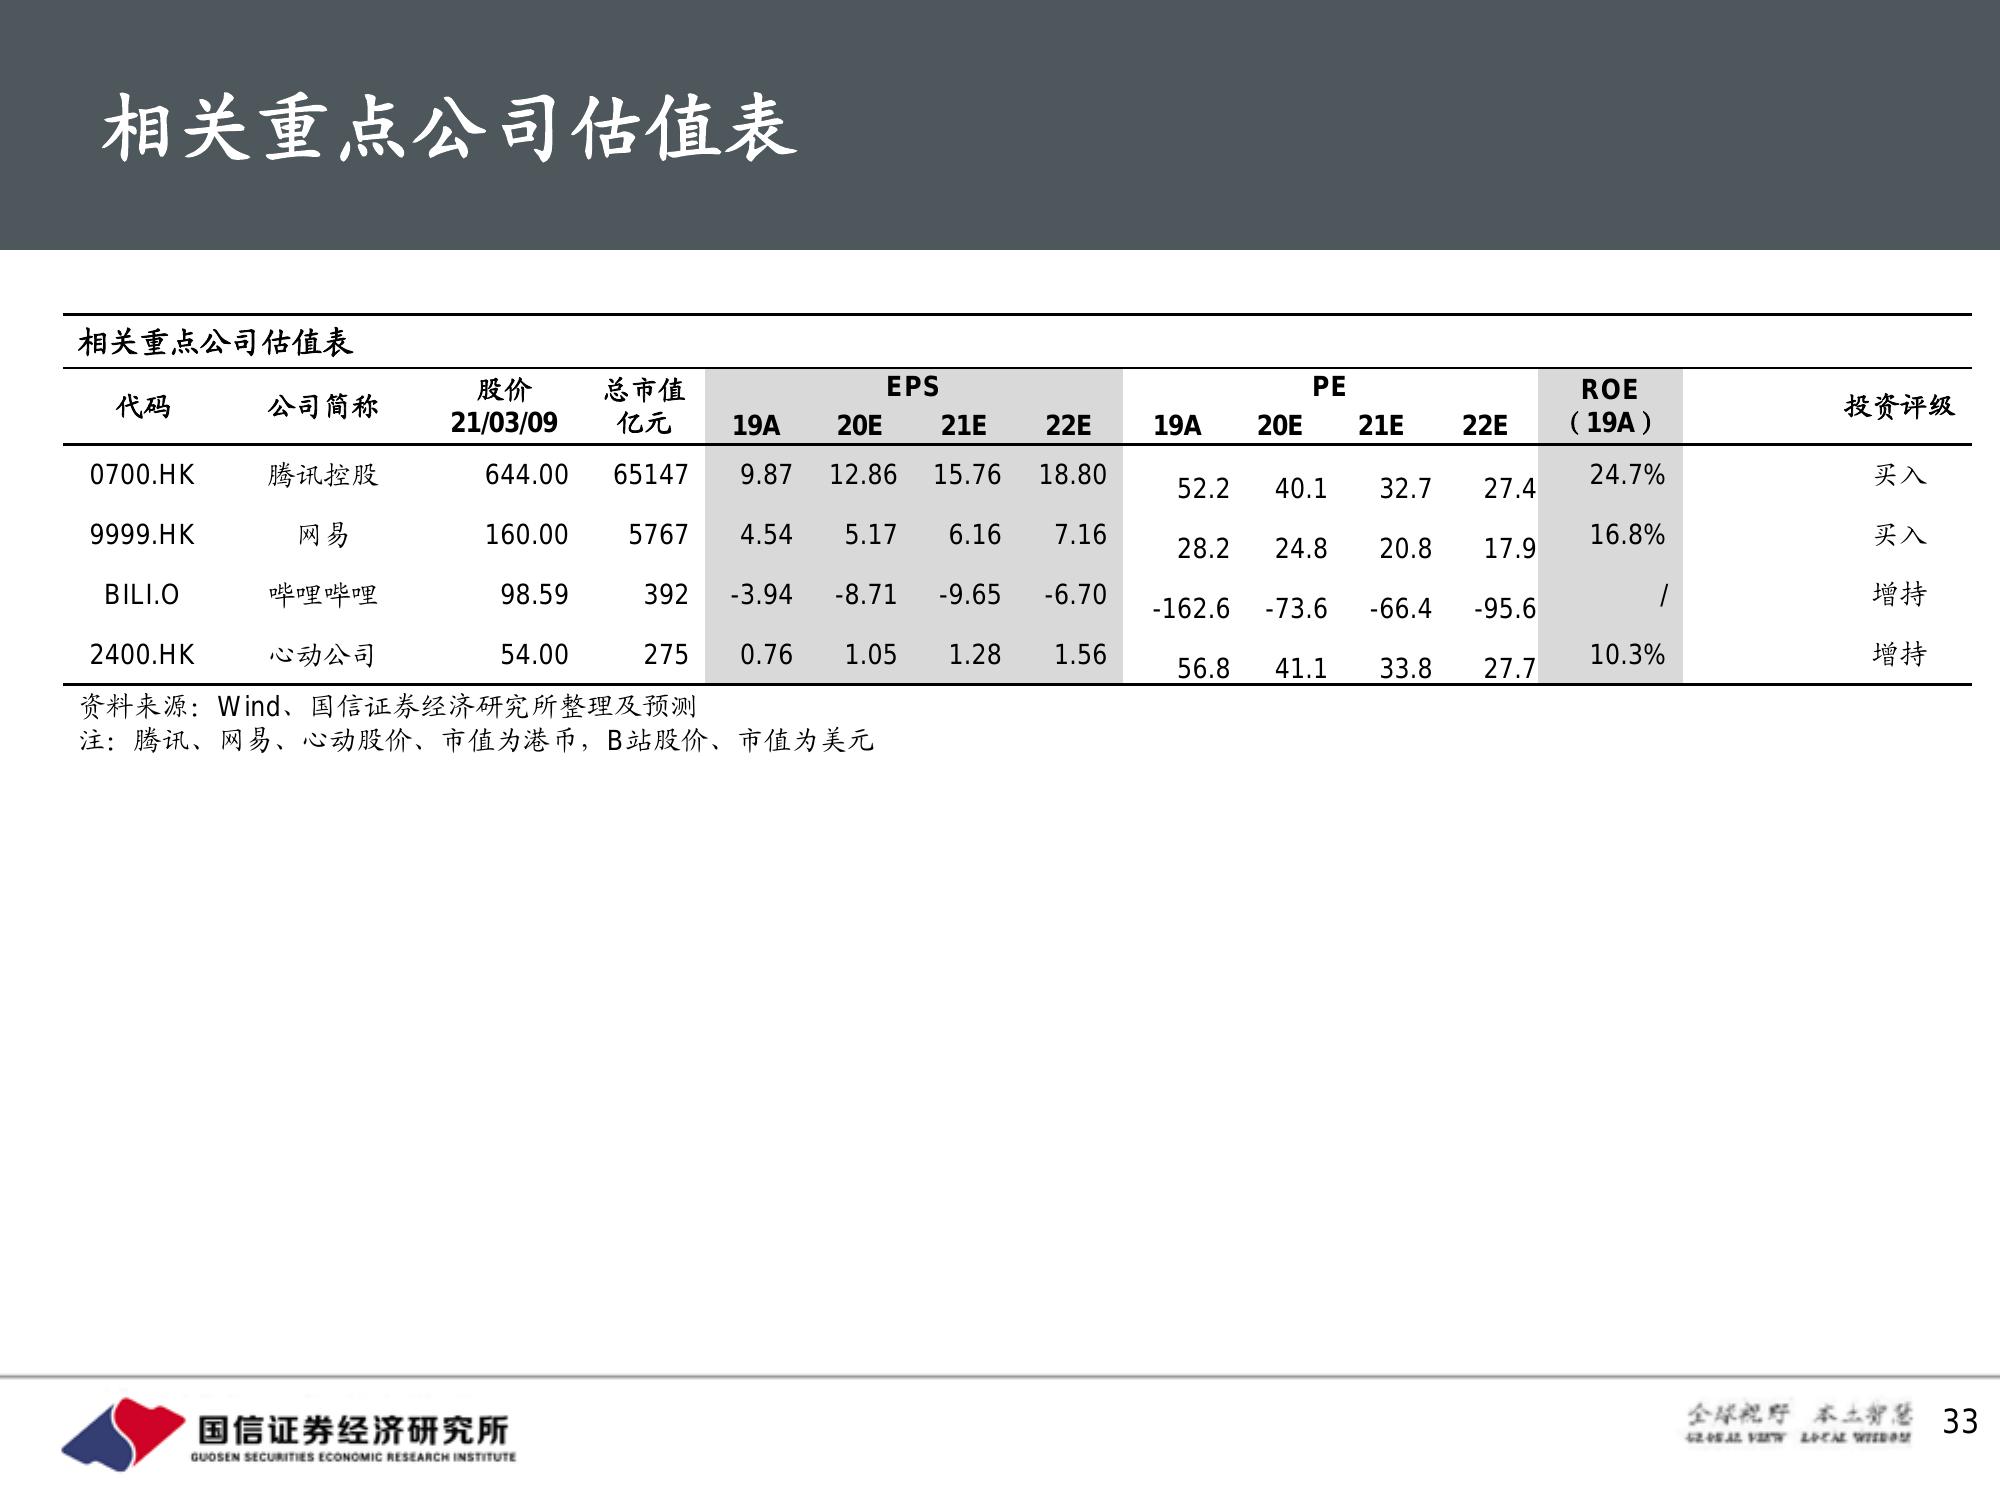 相关重点公司估值表
相关重点公司估值表
代码 公司简称 股价 21/03/09 总市值 亿元 EPS PE ROE （19A） 投资评级
19A 20E 21E 22E 19A 20E 21E 22E
0700.HK 腾讯控股 644.00 65147 9.87 12.86 15.76 18.80 52.2 40.1 32.7 27.4 24.7% 买入
9999.HK 网易 160.00 5767 4.54 5.17 6.16 7.16 28.2 24.8 20.8 17.9 16.8% 买入
BILI.O 哔哩哔哩 98.59 392 -3.94 -8.71 -9.65 -6.70 -162.6 -73.6 -66.4 -95.6 / 增持
2400.HK 心动公司 54.00 275 0.76 1.05 1.28 1.56 56.8 41.1 33.8 27.7 10.3% 增持
资料来源：Wind、国信证券经济研究所整理及预测
注：腾讯、网易、心动股价、市值为港币，B站股价、市值为美元
国信证券经济研究所
GUOSEN SECURITIES ECONOMIC RESEARCH INSTITUTE
全球视野 本土智慧
GLOBAL VIEW LOCAL WISDOM
33